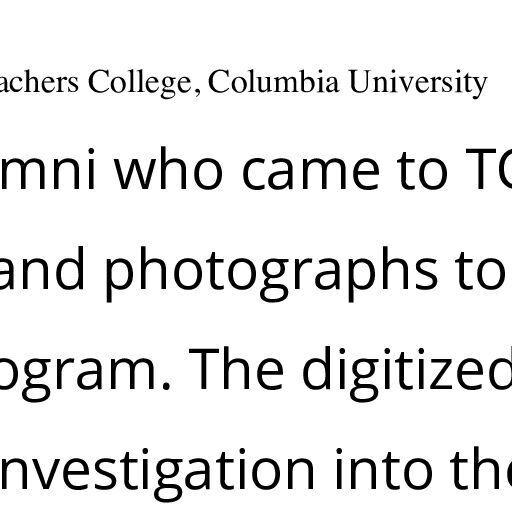 achers College, Columbia University
mni who came to TC
and photographs to
ogram. The digitized
nvestigation into the